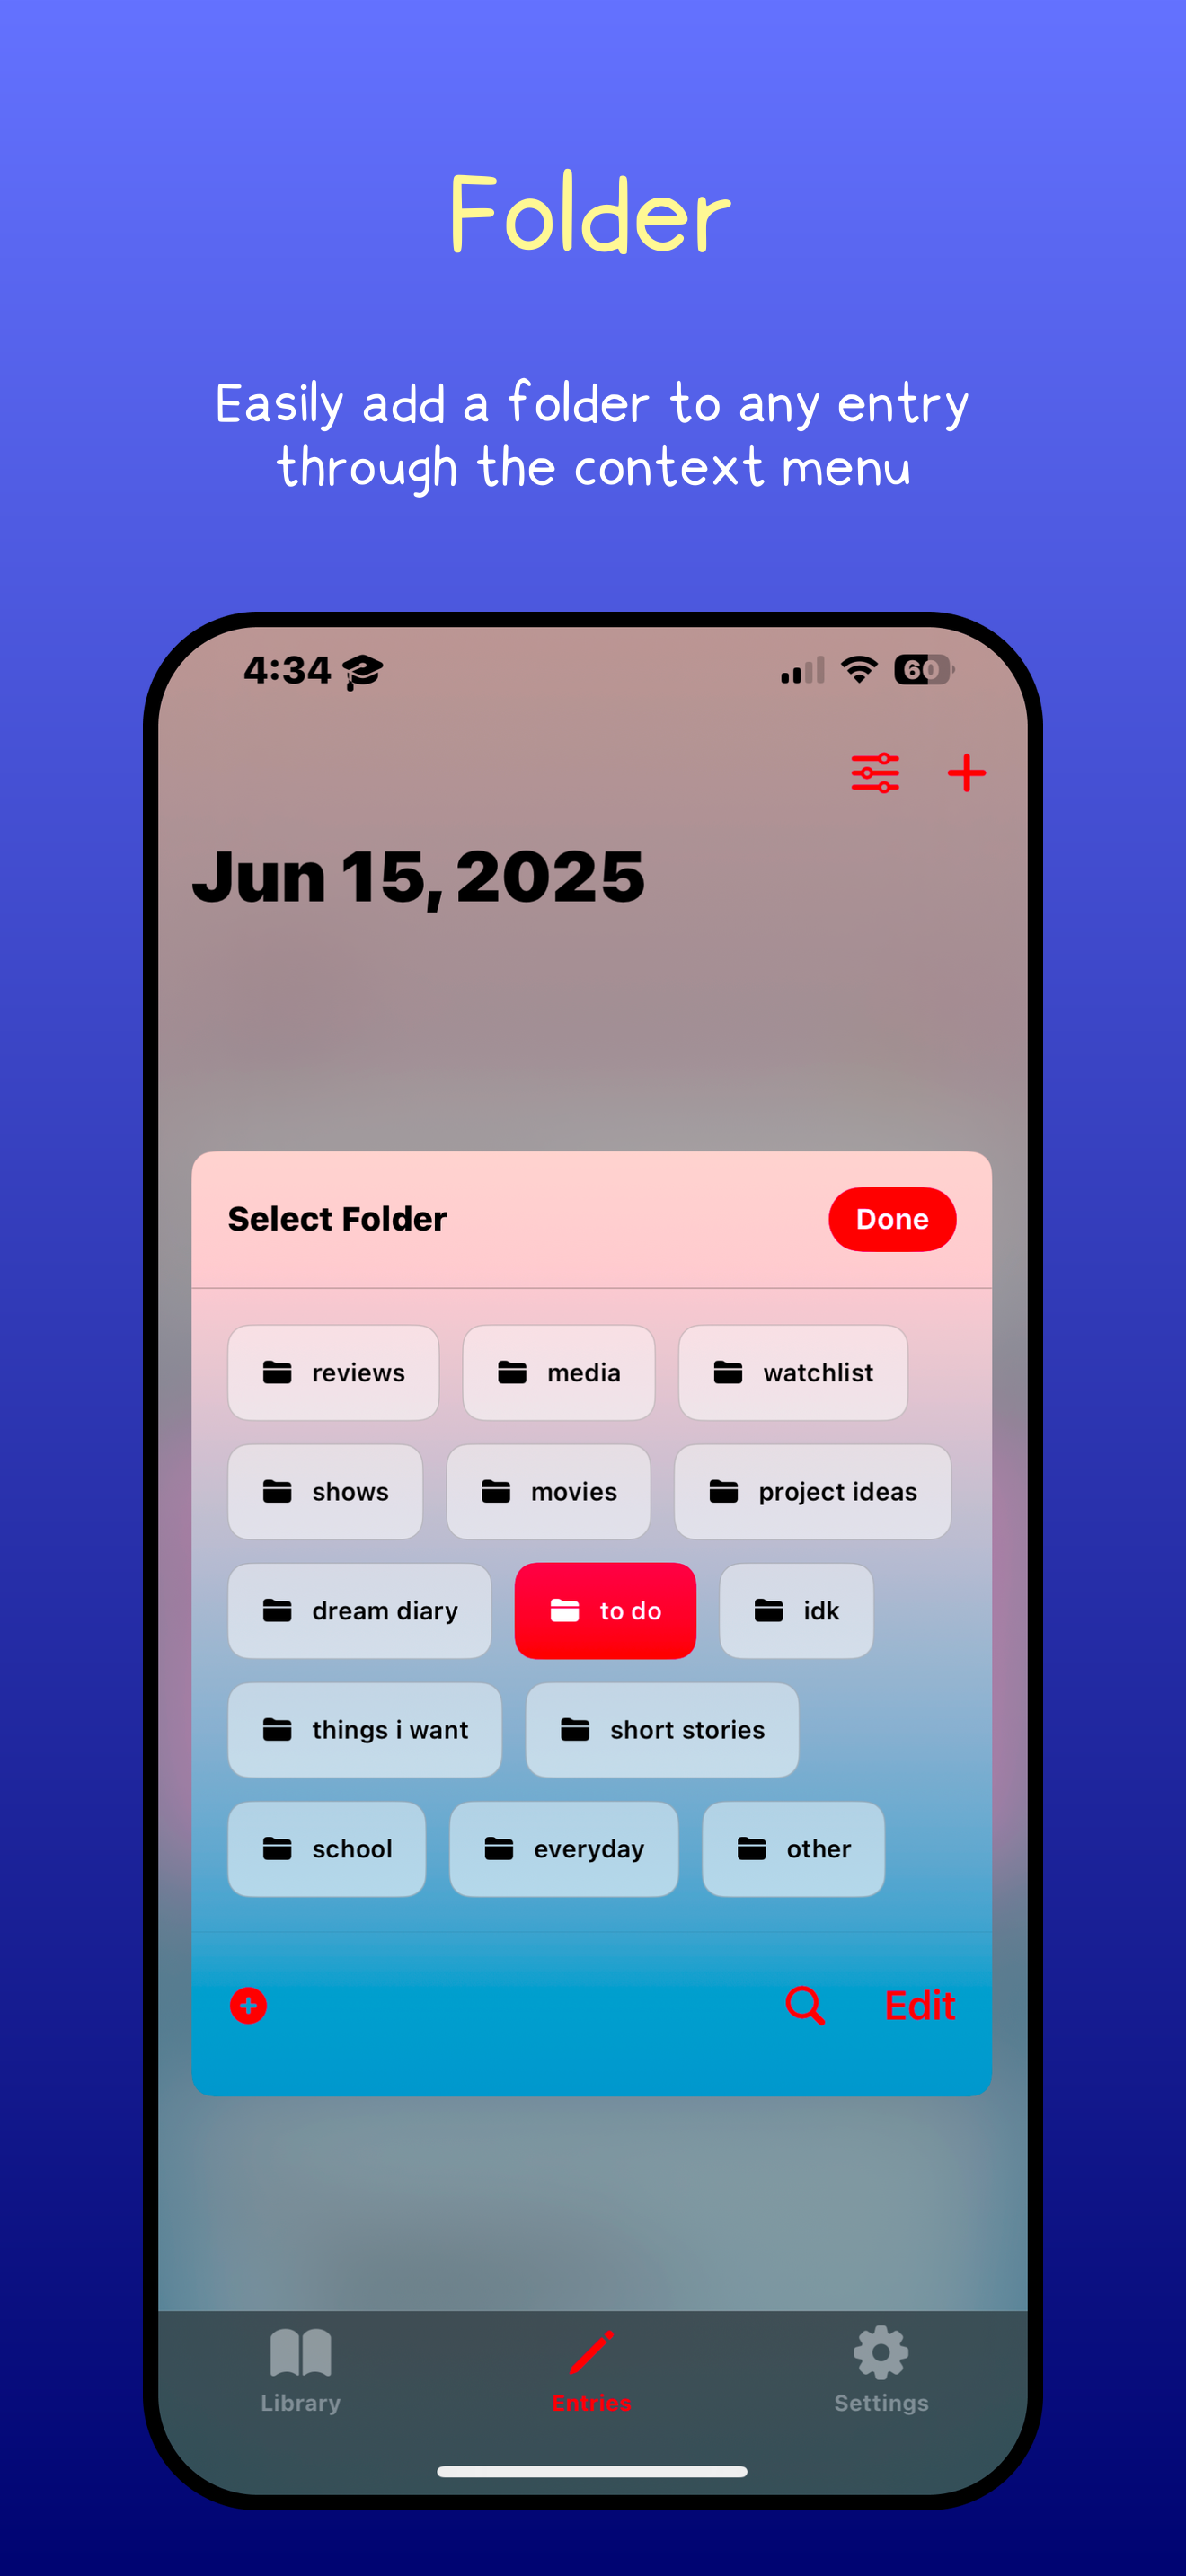 Folder
Easily add a folder to any entry
through the context menu
4:34 60
Jun 15, 2025
Select Folder Done
reviews media watchlist
shows movies project ideas
dream diary to do idk
things i want short stories
school everyday other
Edit
Library Entries Settings